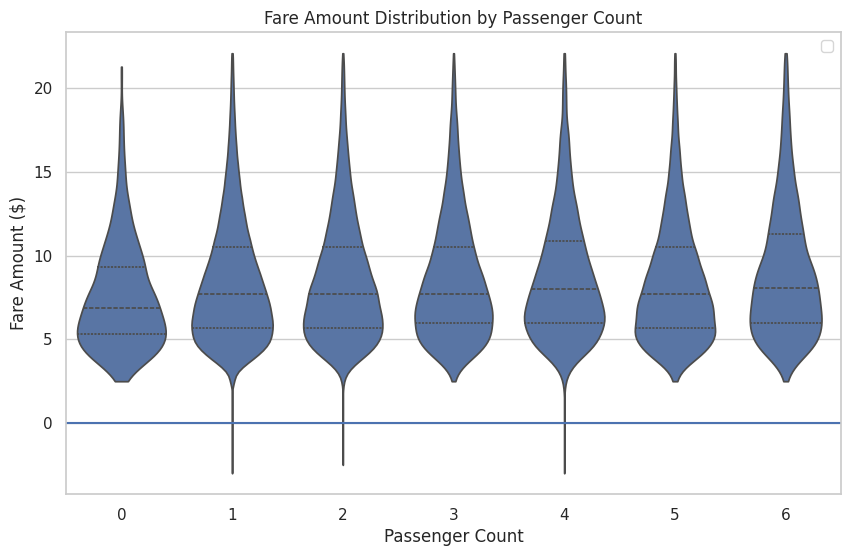 Fare Amount Distribution by Passenger Count
Fare Amount ($)
20
15
10
5
0
0 1 2 3 4 5 6
Passenger Count